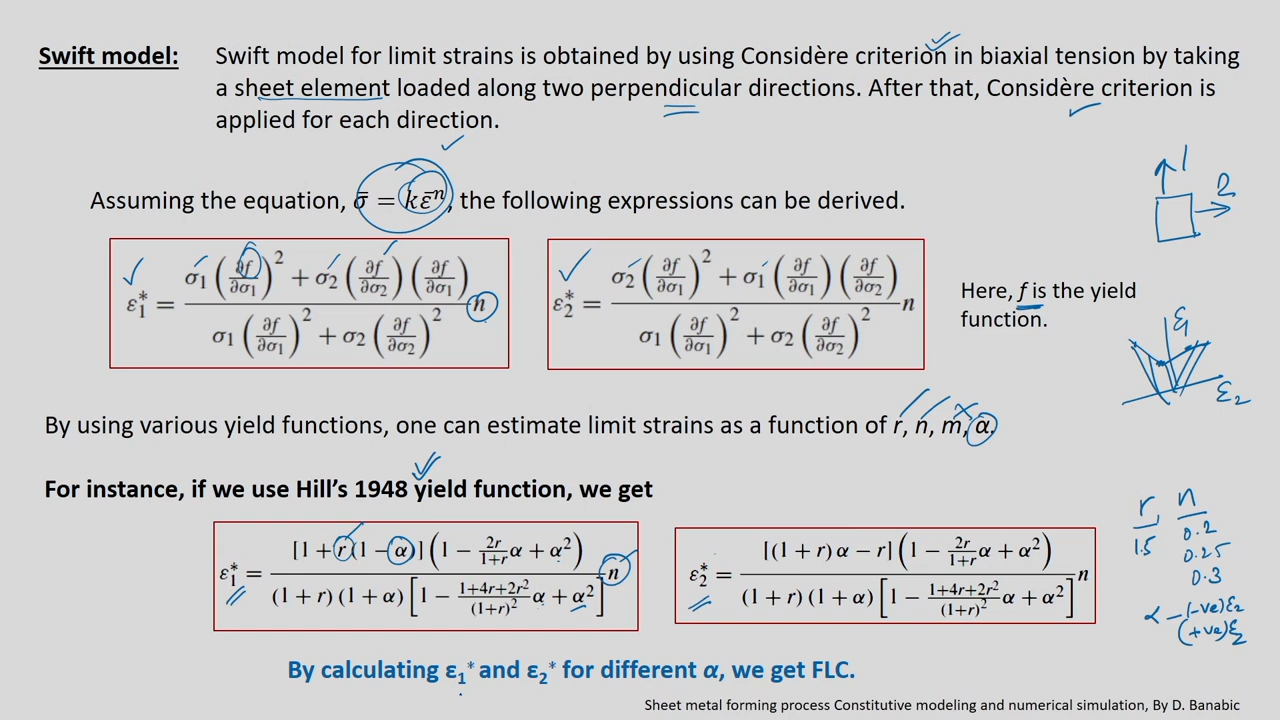 Swift model: Swift model for limit strains is obtained by using Considère criterion in biaxial tension by taking
a sheet element loaded along two perpendicular directions. After that, Considère criterion is
applied for each direction.
1
2
Assuming the equation, σ̄ = kε̄ⁿ, the following expressions can be derived.
ε₁* = [σ₁ (∂f/∂σ₁)² + σ₂ (∂f/∂σ₂) (∂f/∂σ₁)] / [σ₁ (∂f/∂σ₁)² + σ₂ (∂f/∂σ₂)²] n
ε₂* = [σ₂ (∂f/∂σ₁)² + σ₁ (∂f/∂σ₁) (∂f/∂σ₂)] / [σ₁ (∂f/∂σ₁)² + σ₂ (∂f/∂σ₂)²] n
Here, f is the yield
function.
ε₁
ε₂
By using various yield functions, one can estimate limit strains as a function of r, n, m, α.
For instance, if we use Hill's 1948 yield function, we get
ε₁* = [1 + r (1 − α)] (1 − 2r/(1+r) α + α²) / (1 + r) (1 + α) [1 − (1+4r+2r²)/(1+r)² α + α²] n
ε₂* = [(1 + r) α − r] (1 − 2r/(1+r) α + α²) / (1 + r) (1 + α) [1 − (1+4r+2r²)/(1+r)² α + α²] n
r, n
1.5 0.2
0.25
0.3
α – (-ve) ε₂
(+ve) ε₂
By calculating ε₁* and ε₂* for different α, we get FLC.
Sheet metal forming process Constitutive modeling and numerical simulation, By D. Banabic